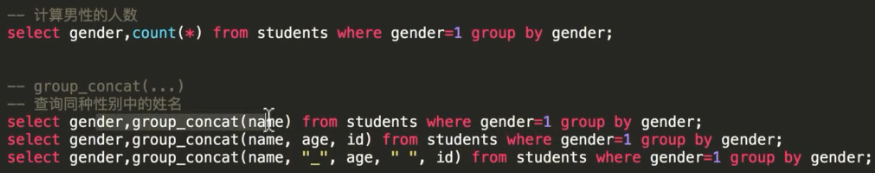 -- 计算男性的人数
select gender,count(*) from students where gender=1 group by gender;
-- group_concat(...)
-- 查询同种性别中的姓名
select gender,group_concat(name) from students where gender=1 group by gender;
select gender,group_concat(name, age, id) from students where gender=1 group by gender;
select gender,group_concat(name, "_", age, " ", id) from students where gender=1 group by gender;